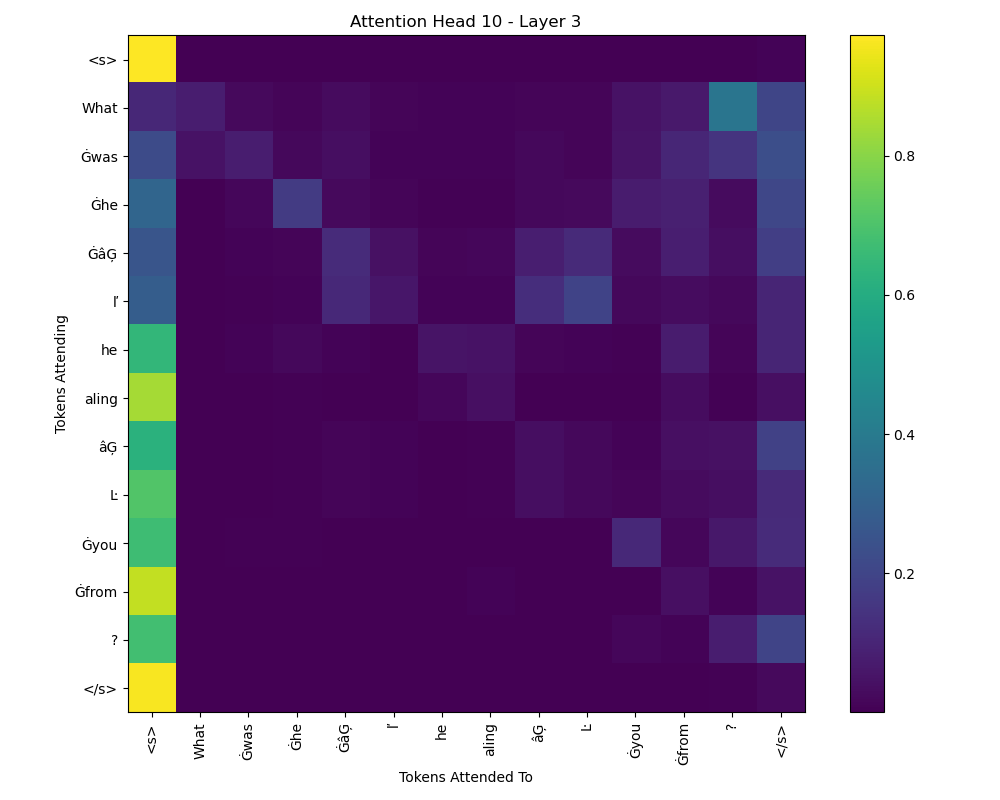 Attention Head 10 - Layer 3
Tokens Attending
<s>
What
Ġwas
Ġhe
ĠâĢ
ľ
he
aling
âĢ
Ŀ
Ġyou
Ġfrom
?
</s>
<s>
What
Ġwas
Ġhe
ĠâĢ
ľ
he
aling
âĢ
Ŀ
Ġyou
Ġfrom
?
</s>
Tokens Attended To
0.8
0.6
0.4
0.2